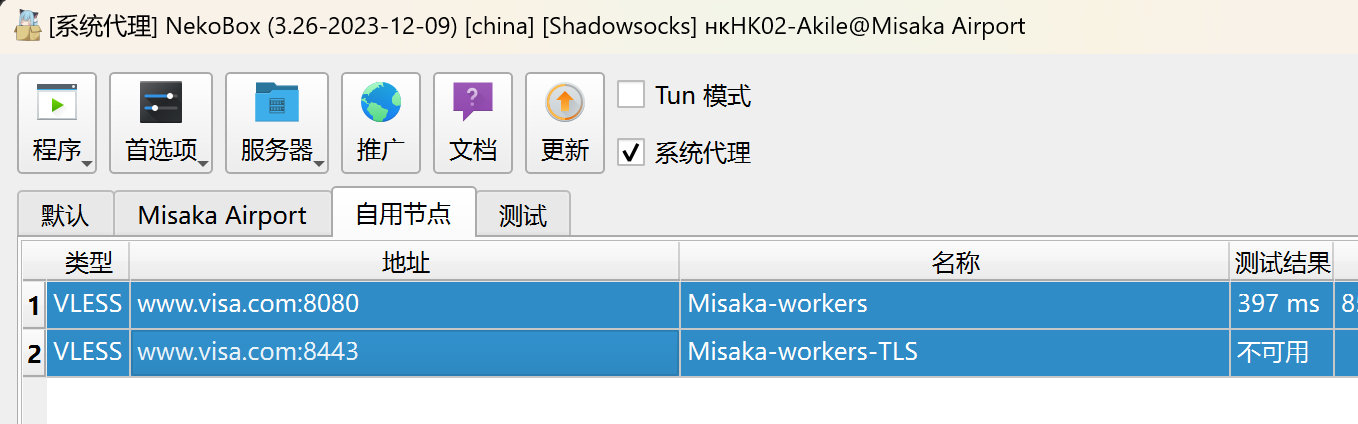 [系统代理] NekoBox (3.26-2023-12-09) [china] [Shadowsocks] нкHK02-Akile@Misaka Airport
程序 首选项 服务器 推广 文档 更新 Tun 模式
系统代理
默认 Misaka Airport 自用节点 测试
类型 地址 名称 测试结果
1 VLESS www.visa.com:8080 Misaka-workers 397 ms
2 VLESS www.visa.com:8443 Misaka-workers-TLS 不可用